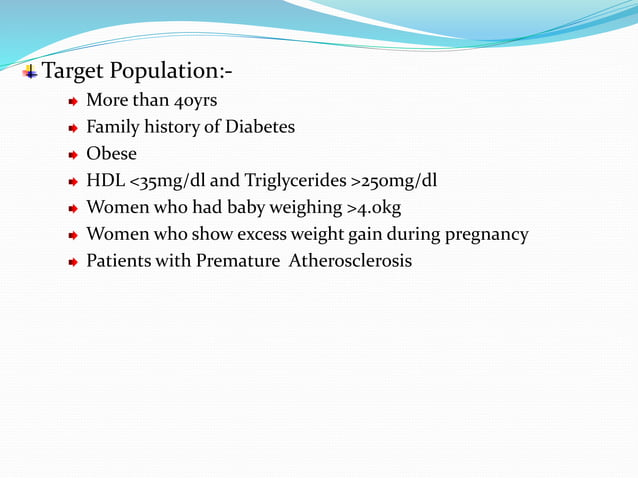 Target Population:-
More than 40yrs
Family history of Diabetes
Obese
HDL <35mg/dl and Triglycerides >250mg/dl
Women who had baby weighing >4.0kg
Women who show excess weight gain during pregnancy
Patients with Premature Atherosclerosis